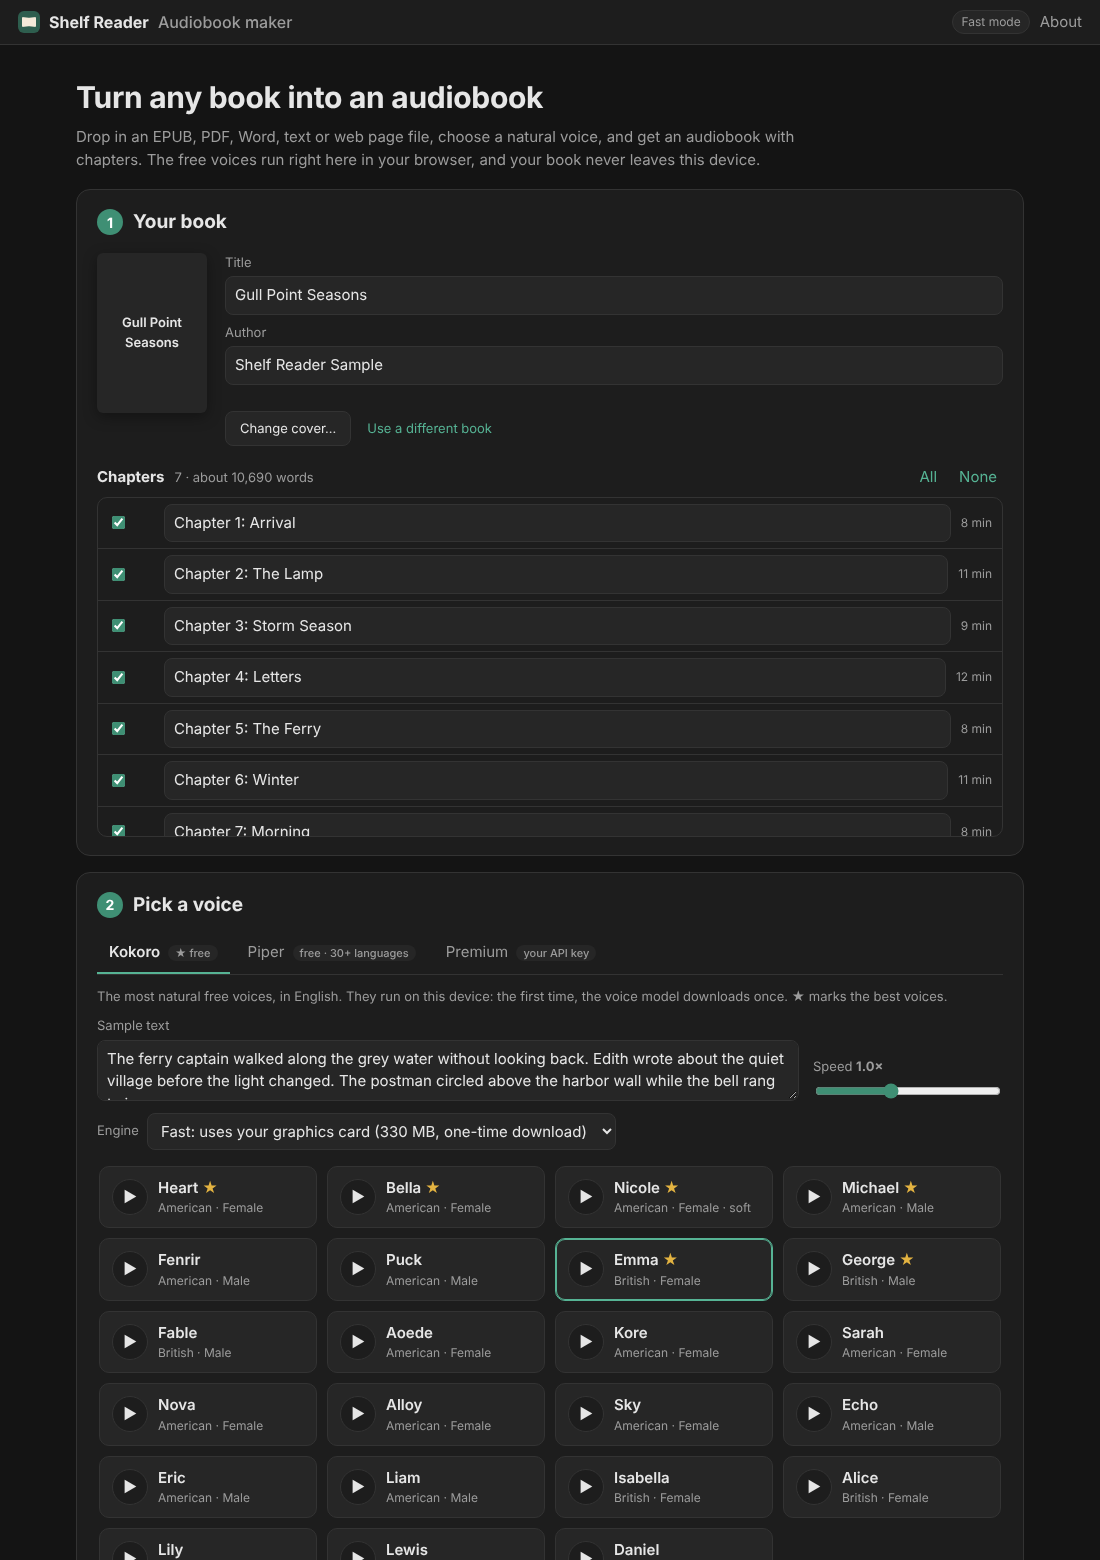 Shelf Reader Audiobook maker Fast mode About
Turn any book into an audiobook
Drop in an EPUB, PDF, Word, text or web page file, choose a natural voice, and get an audiobook with
chapters. The free voices run right here in your browser, and your book never leaves this device.
1 Your book
Gull Point
Seasons
Title
Gull Point Seasons
Author
Shelf Reader Sample
Change cover... Use a different book
Chapters 7 · about 10,690 words All None
Chapter 1: Arrival 8 min
Chapter 2: The Lamp 11 min
Chapter 3: Storm Season 9 min
Chapter 4: Letters 12 min
Chapter 5: The Ferry 8 min
Chapter 6: Winter 11 min
Chapter 7: Morning 8 min
2 Pick a voice
Kokoro ★ free Piper free · 30+ languages Premium your API key
The most natural free voices, in English. They run on this device: the first time, the voice model downloads once. ★ marks the best voices.
Sample text
The ferry captain walked along the grey water without looking back. Edith wrote about the quiet
village before the light changed. The postman circled above the harbor wall while the bell rang
Speed 1.0×
Engine Fast: uses your graphics card (330 MB, one-time download)
Heart ★ Bella ★ Nicole ★ Michael ★
American · Female American · Female American · Female · soft American · Male
Fenrir Puck Emma ★ George ★
American · Male American · Male British · Female British · Male
Fable Aoede Kore Sarah
British · Male American · Female American · Female American · Female
Nova Alloy Sky Echo
American · Female American · Female American · Female American · Male
Eric Liam Isabella Alice
American · Male American · Male British · Female British · Female
Lily Lewis Daniel